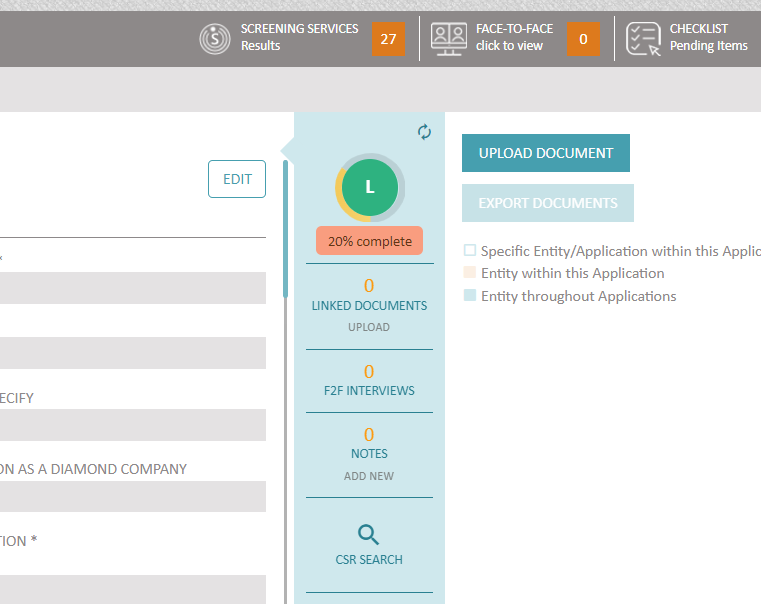 SCREENING SERVICES
Results
27
FACE-TO-FACE
click to view
0
CHECKLIST
Pending Items
EDIT
*
ECIFY
ON AS A DIAMOND COMPANY
TION *
L
20% complete
0
LINKED DOCUMENTS
UPLOAD
0
F2F INTERVIEWS
0
NOTES
ADD NEW
CSR SEARCH
UPLOAD DOCUMENT
EXPORT DOCUMENTS
Specific Entity/Application within this Applic
Entity within this Application
Entity throughout Applications